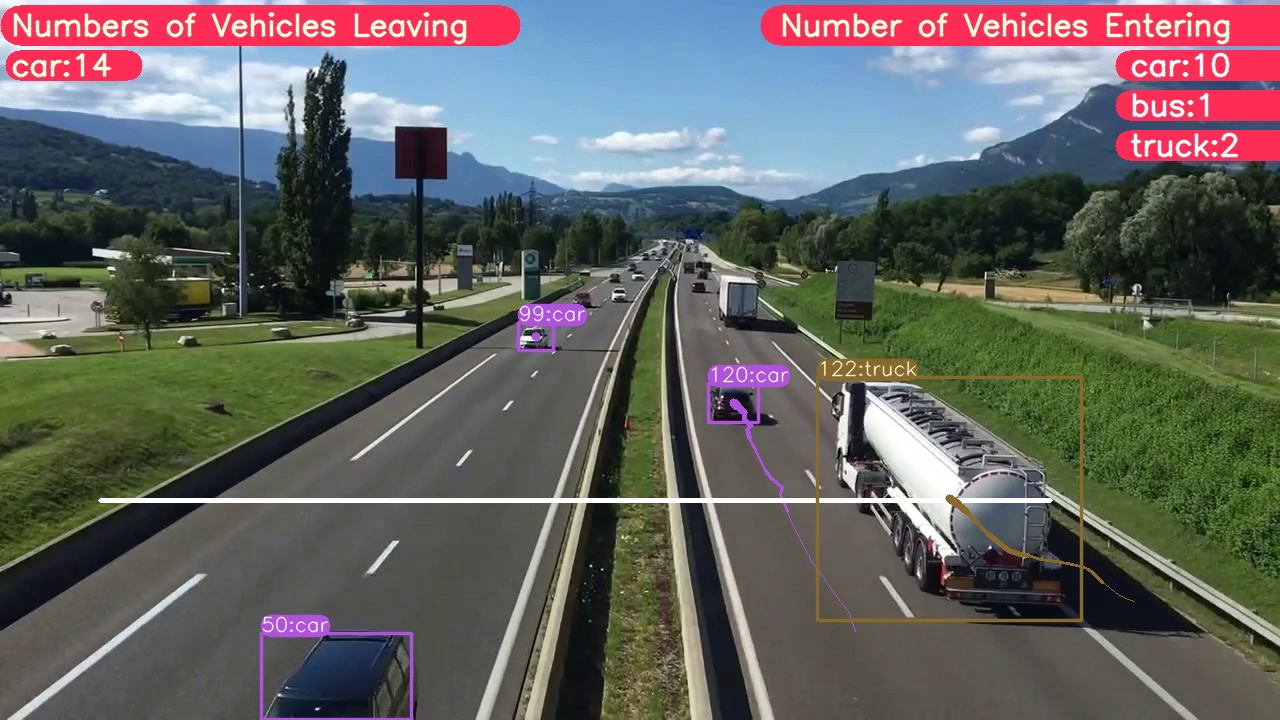 Numbers of Vehicles Leaving
Number of Vehicles Entering
car:14
car:10
bus:1
truck:2
99:car
120:car
122:truck
50:car